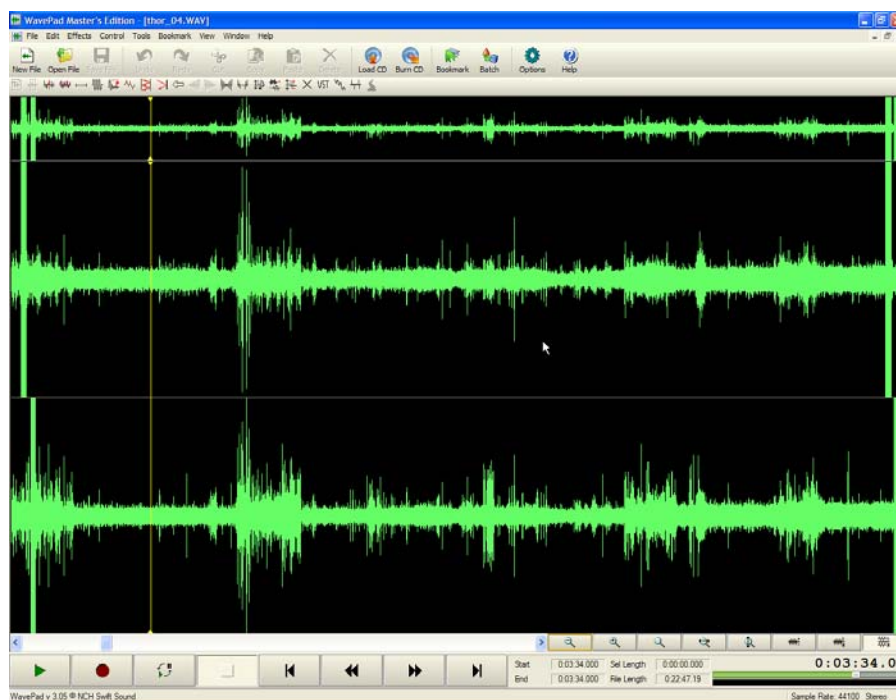 WavePad Master's Edition - [thor_04.WAV]
File Edit Effects Control Tools Bookmark View Window Help
New File Open File Load CD Burn CD Bookmark Batch Options Help
VST
Start 0:03:34.000 Sel Length 0:00:00.000 0:03:34.0
End 0:03:34.000 File Length 0:22:47.19
WavePad v 3.05 © NCH Swift Sound Sample Rate: 44100 Stereo